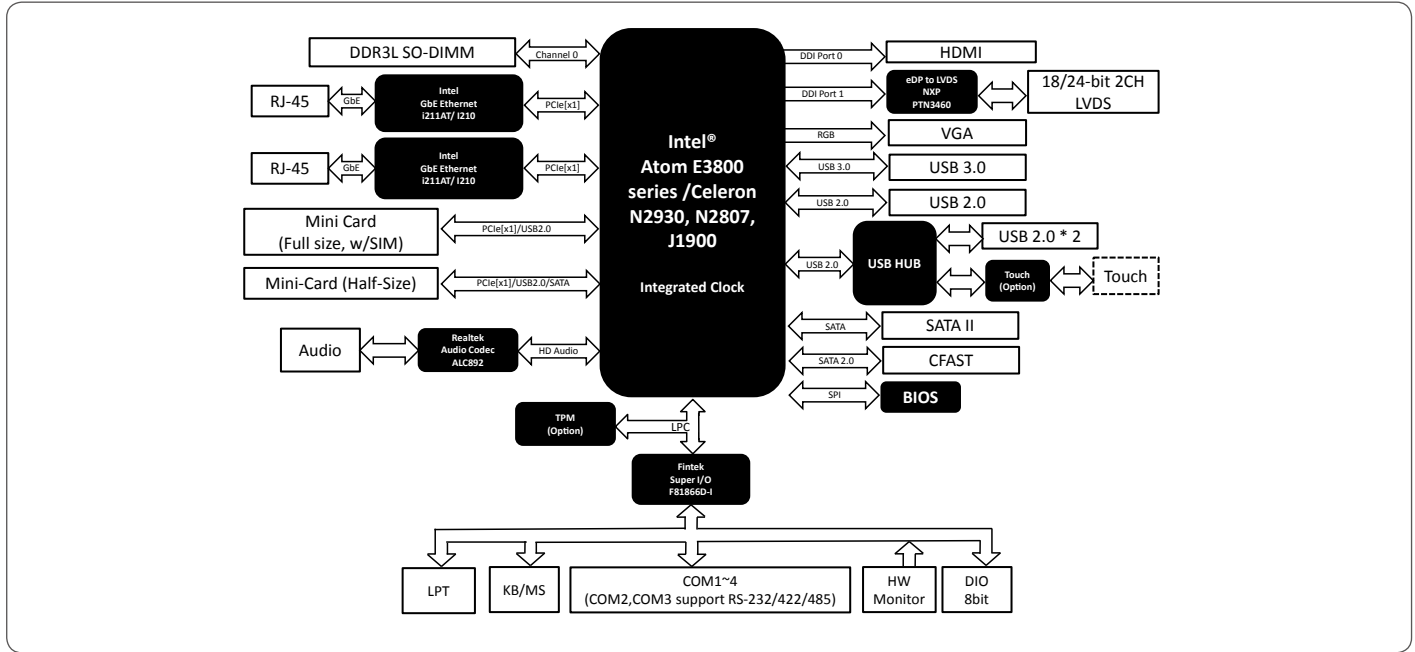 DDR3L SO-DIMM
Channel 0
RJ-45
GbE
Intel
GbE Ethernet
i211AT/ I210
PCIe[x1]
RJ-45
GbE
Intel
GbE Ethernet
i211AT/ I210
PCIe[x1]
Mini Card
(Full size, w/SIM)
PCIe[x1]/USB2.0
Mini-Card (Half-Size)
PCIe[x1]/USB2.0/SATA
Audio
Realtek
Audio Codec
ALC892
HD Audio
Intel®
Atom E3800
series /Celeron
N2930, N2807,
J1900
Integrated Clock
DDI Port 0
HDMI
DDI Port 1
eDP to LVDS
NXP
PTN3460
18/24-bit 2CH
LVDS
RGB
VGA
USB 3.0
USB 3.0
USB 2.0
USB 2.0
USB 2.0
USB HUB
USB 2.0 * 2
Touch
(Option)
Touch
SATA
SATA II
SATA 2.0
CFAST
SPI
BIOS
TPM
(Option)
LPC
Fintek
Super I/O
F81866D-I
LPT
KB/MS
COM1~4
(COM2,COM3 support RS-232/422/485)
HW
Monitor
DIO
8bit